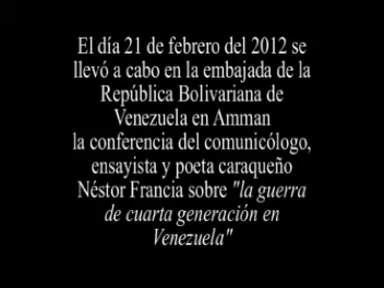 El día 21 de febrero del 2012 se
llevó a cabo en la embajada de la
República Bolivariana de
Venezuela en Amman
la conferencia del comunicólogo,
ensayista y poeta caraqueño
Néstor Francia sobre "la guerra
de cuarta generación en
Venezuela"